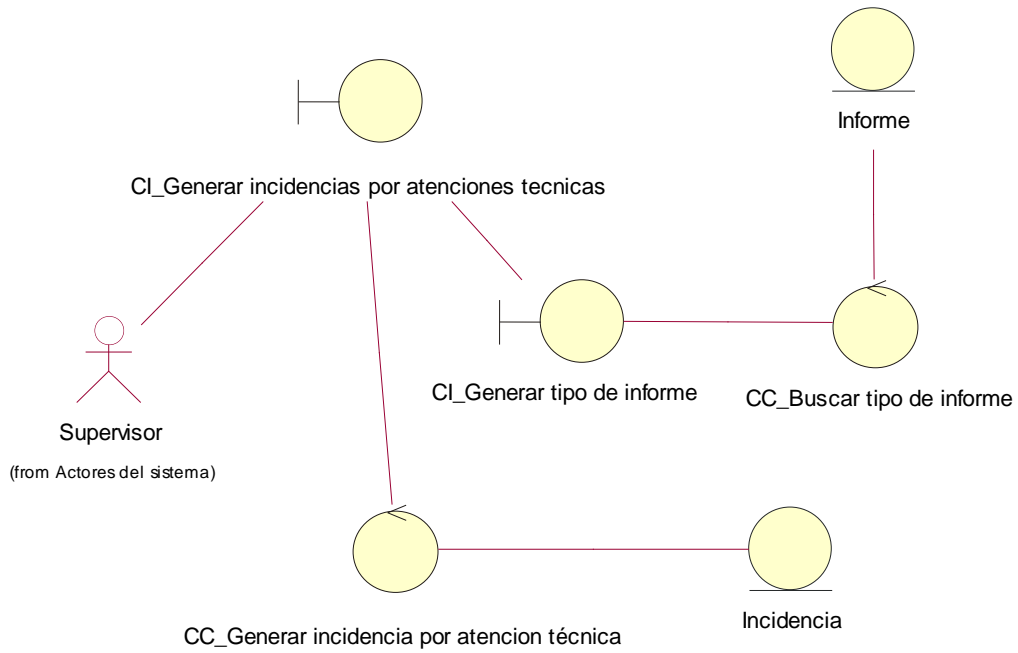 Informe
CI_Generar incidencias por atenciones tecnicas
CI_Generar tipo de informe
CC_Buscar tipo de informe
Supervisor
(from Actores del sistema)
Incidencia
CC_Generar incidencia por atencion técnica